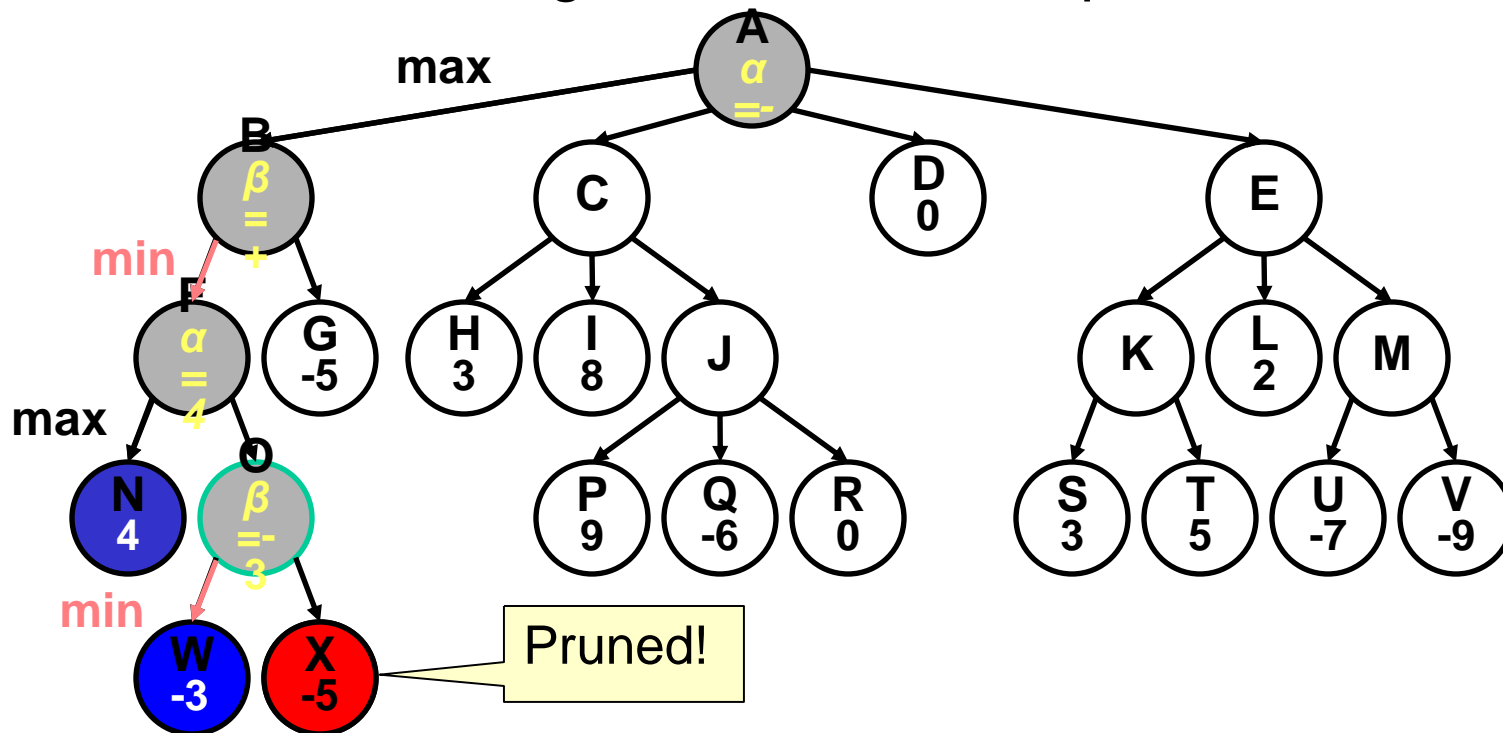 A
α
=-
max
B
β
=
+
C
D
0
E
min
F
α
=
4
G
-5
H
3
I
8
J
K
L
2
M
max
N
4
O
β
=-
3
P
9
Q
-6
R
0
S
3
T
5
U
-7
V
-9
min
W
-3
X
-5
Pruned!